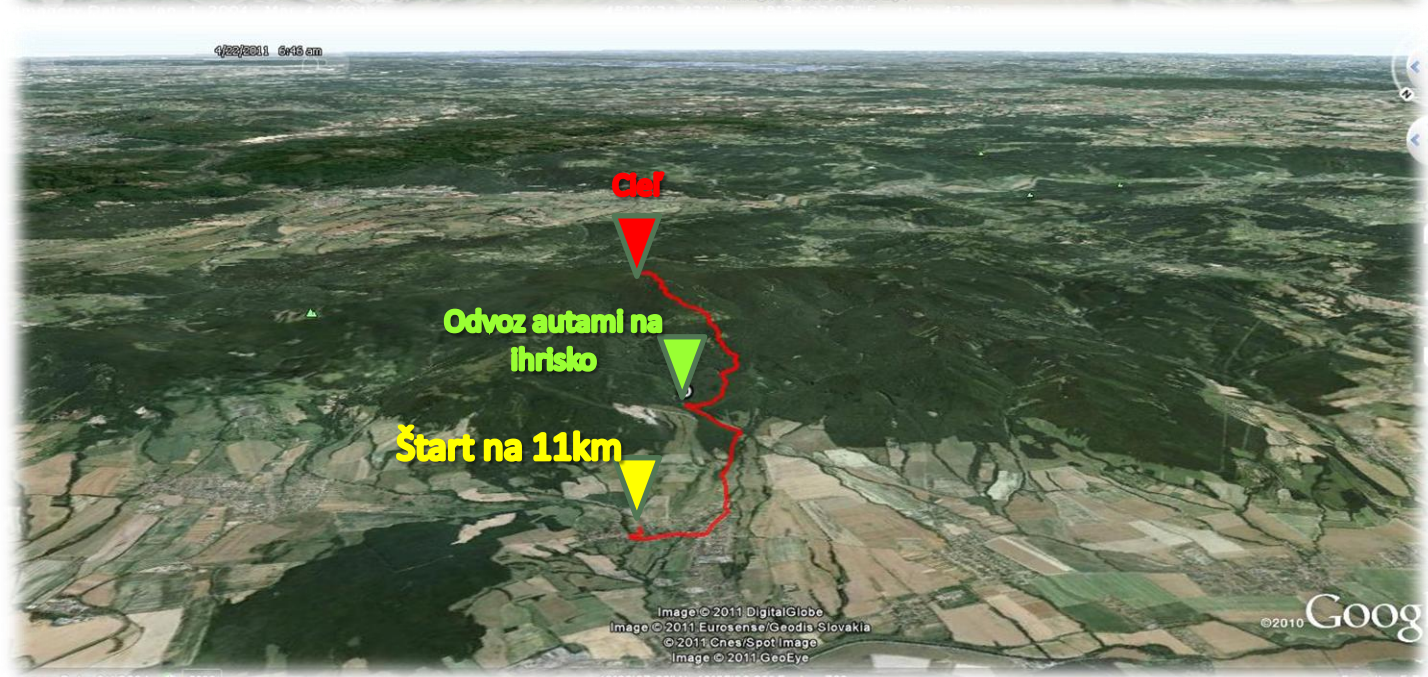 4/22/2011 6:46 am
N
Cieľ
Odvoz autami na
ihrisko
Štart na 11km
Image © 2011 DigitalGlobe
Image © 2011 Eurosense/Geodis Slovakia
© 2011 Cnes/Spot Image
Image © 2011 GeoEye
©2010 Goog